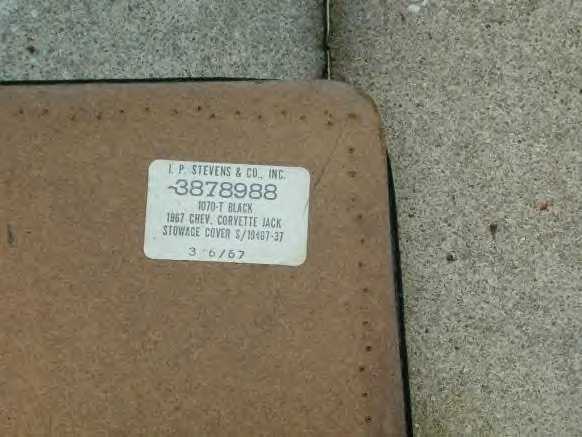 J. P. STEVENS & CO., INC.
3878988
1070-T BLACK
1967 CHEV. CORVETTE JACK
STOWAGE COVER S/19467-37
3 6/67